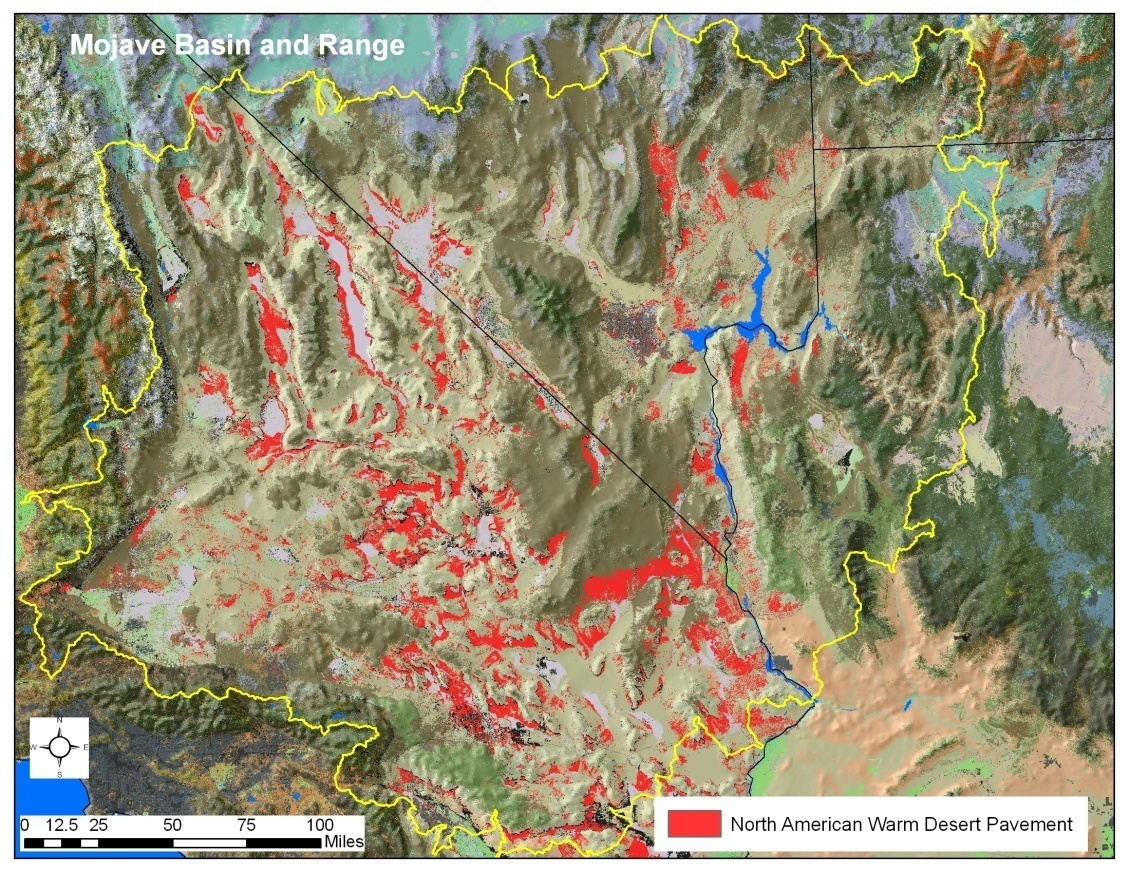 Mojave Basin and Range
N
W E
S
0 12.5 25 50 75 100
Miles
North American Warm Desert Pavement